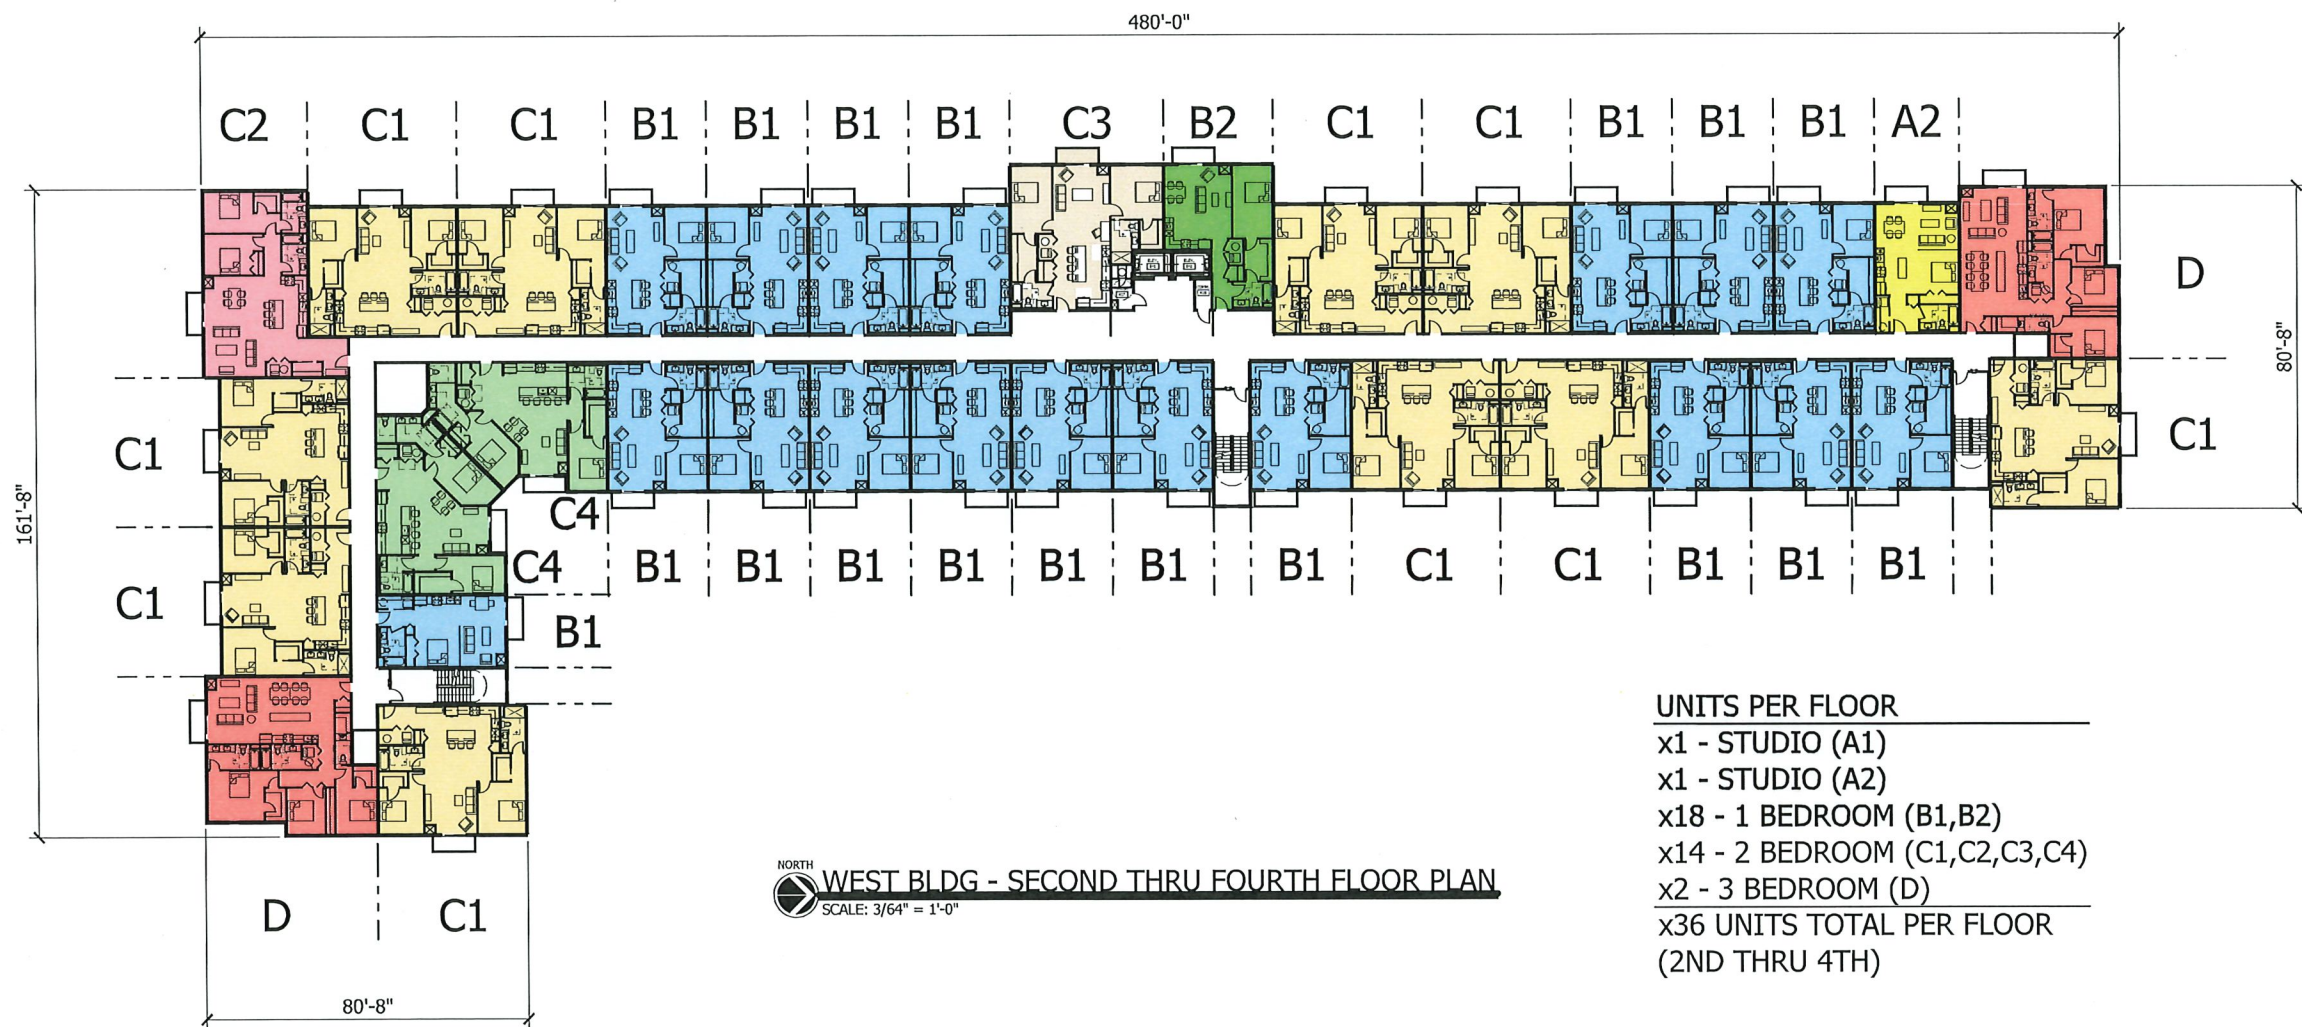 480'-0"
C2 C1 C1 B1 B1 B1 B1 C3 B2 C1 C1 B1 B1 B1 A2
D
80'-8"
C1
C1
161'-8"
C4
C4 B1 B1 B1 B1 B1 B1 B1 C1 C1 B1 B1 B1
C1
B1
UNITS PER FLOOR
x1 - STUDIO (A1)
x1 - STUDIO (A2)
x18 - 1 BEDROOM (B1,B2)
x14 - 2 BEDROOM (C1,C2,C3,C4)
x2 - 3 BEDROOM (D)
x36 UNITS TOTAL PER FLOOR
(2ND THRU 4TH)
NORTH
WEST BLDG - SECOND THRU FOURTH FLOOR PLAN
SCALE: 3/64" = 1'-0"
D C1
80'-8"